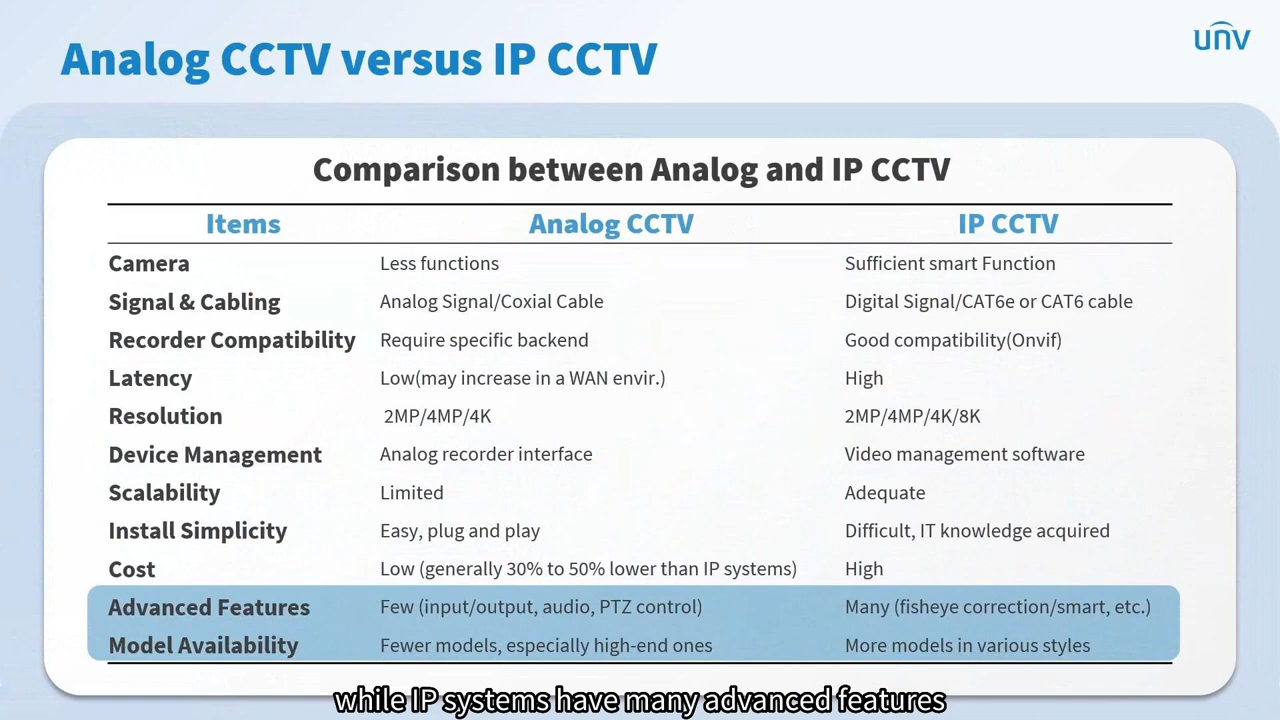 Analog CCTV versus IP CCTV
unv
Comparison between Analog and IP CCTV
Items Analog CCTV IP CCTV
Camera Less functions Sufficient smart Function
Signal & Cabling Analog Signal/Coxial Cable Digital Signal/CAT6e or CAT6 cable
Recorder Compatibility Require specific backend Good compatibility(Onvif)
Latency Low(may increase in a WAN envir.) High
Resolution 2MP/4MP/4K 2MP/4MP/4K/8K
Device Management Analog recorder interface Video management software
Scalability Limited Adequate
Install Simplicity Easy, plug and play Difficult, IT knowledge acquired
Cost Low (generally 30% to 50% lower than IP systems) High
Advanced Features Few (input/output, audio, PTZ control) Many (fisheye correction/smart, etc.)
Model Availability Fewer models, especially high-end ones More models in various styles
while IP systems have many advanced features